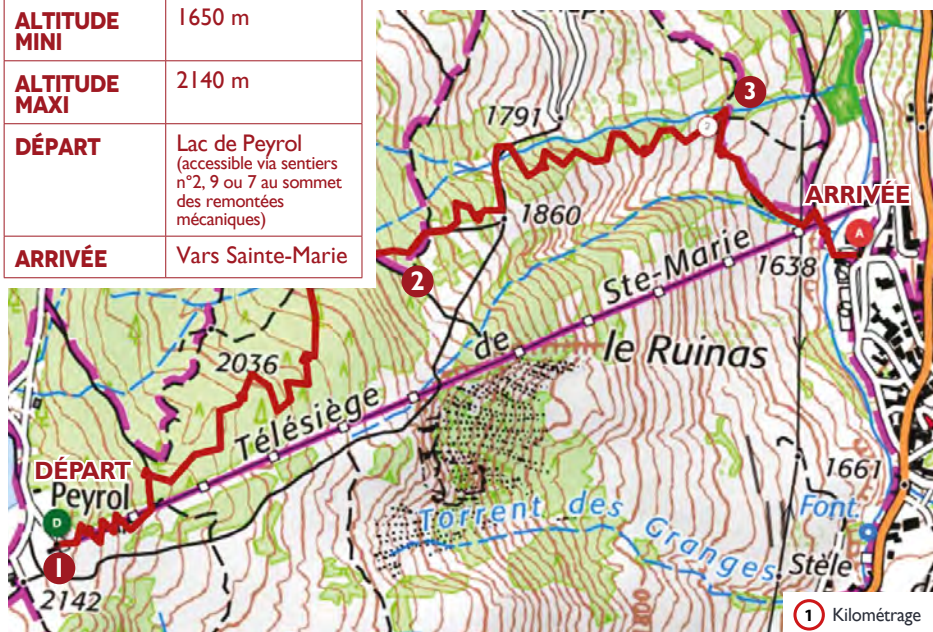 ALTITUDE
MINI
1650 m
ALTITUDE
MAXI
2140 m
DÉPART
Lac de Peyrol
(accessible via sentiers
n°2, 9 ou 7 au sommet
des remontées
mécaniques)
ARRIVÉE
Vars Sainte-Marie
3
1791
2
ARRIVÉE
A
1860
2
1638
Télésiège de Ste-Marie
le Ruinas
2036
DÉPART
Peyrol
D
1
2142
1661
Torrent des Granges
Font.
Stèle
1 Kilométrage